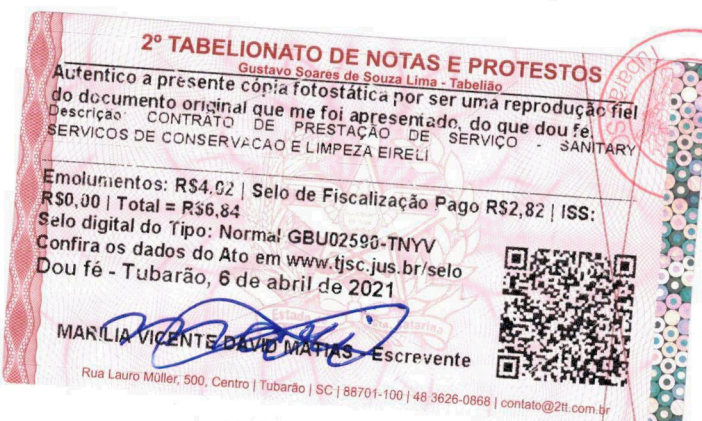 2º TABELIONATO DE NOTAS E PROTESTOS
Gustavo Soares de Souza Lima - Tabelião
Autentico a presente cópia fotostática por ser uma reprodução fiel
do documento original que me foi apresentado, do que dou fé.
Descrição: CONTRATO DE PRESTAÇÃO DE SERVIÇO - SANITARY
SERVICOS DE CONSERVACAO E LIMPEZA EIRELI
Emolumentos: R$4,02 | Selo de Fiscalização Pago R$2,82 | ISS:
R$0,00 | Total = R$6,84
Selo digital do Tipo: Normal GBU02590-TNYV
Confira os dados do Ato em www.tjsc.jus.br/selo
Dou fé - Tubarão, 6 de abril de 2021
MARILIA VICENTE DAVID MATIAS - Escrevente
Rua Lauro Müller, 500, Centro | Tubarão | SC | 88701-100 | 48 3626-0868 | contato@2tt.com.br